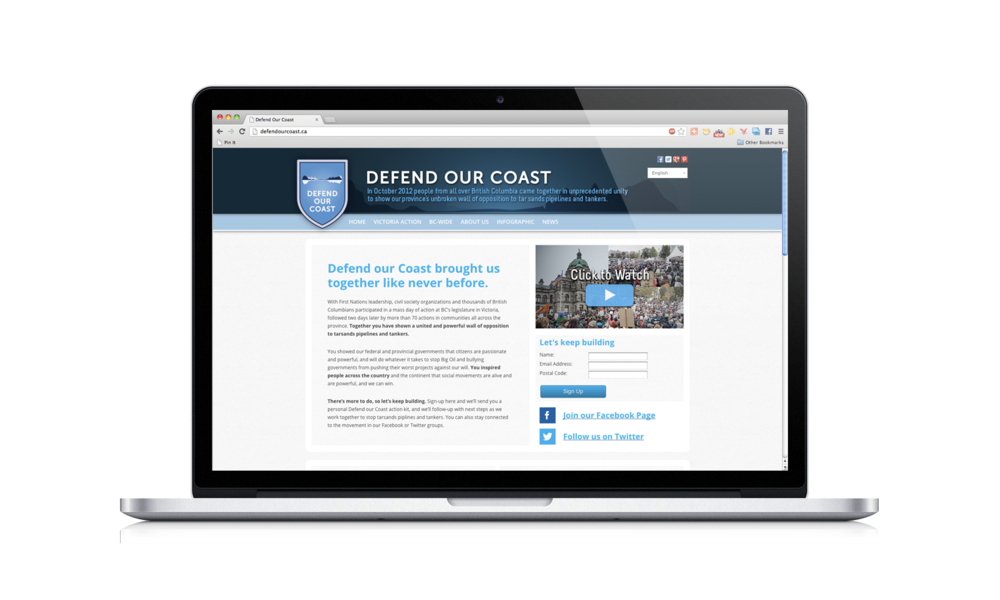 Defend Our Coast
defendourcoast.ca
Pin It
Other Bookmarks
DEFEND
OUR
COAST
DEFEND OUR COAST
In October 2012 people from all over British Columbia came together in unprecedented unity
to show our province's unbroken wall of opposition to tar sands pipelines and tankers.
English
HOME VICTORIA ACTION BC-WIDE ABOUT US INFOGRAPHIC NEWS
Defend our Coast brought us
together like never before.
With First Nations leadership, civil society organizations and thousands of British
Columbians participated in a mass day of action at BC's legislature in Victoria,
followed two days later by more than 70 actions in communities all across the
province. Together you have shown a united and powerful wall of opposition
to tarsands pipelines and tankers.
You showed our federal and provincial governments that citizens are passionate
and powerful, and will do whatever it takes to stop Big Oil and bullying
governments from pushing their worst projects against our will. You inspired
people across the country and the continent that social movements are alive and
are powerful, and we can win.
There's more to do, so let's keep building. Sign-up here and we'll send you a
personal Defend our Coast action kit, and we'll follow-up with next steps as we
work together to stop tarsands piplines and tankers. You can also stay connected
to the movement in our Facebook or Twitter groups.
Click to Watch
Let's keep building
Name:
Email Address:
Postal Code:
Sign Up
Join our Facebook Page
Follow us on Twitter